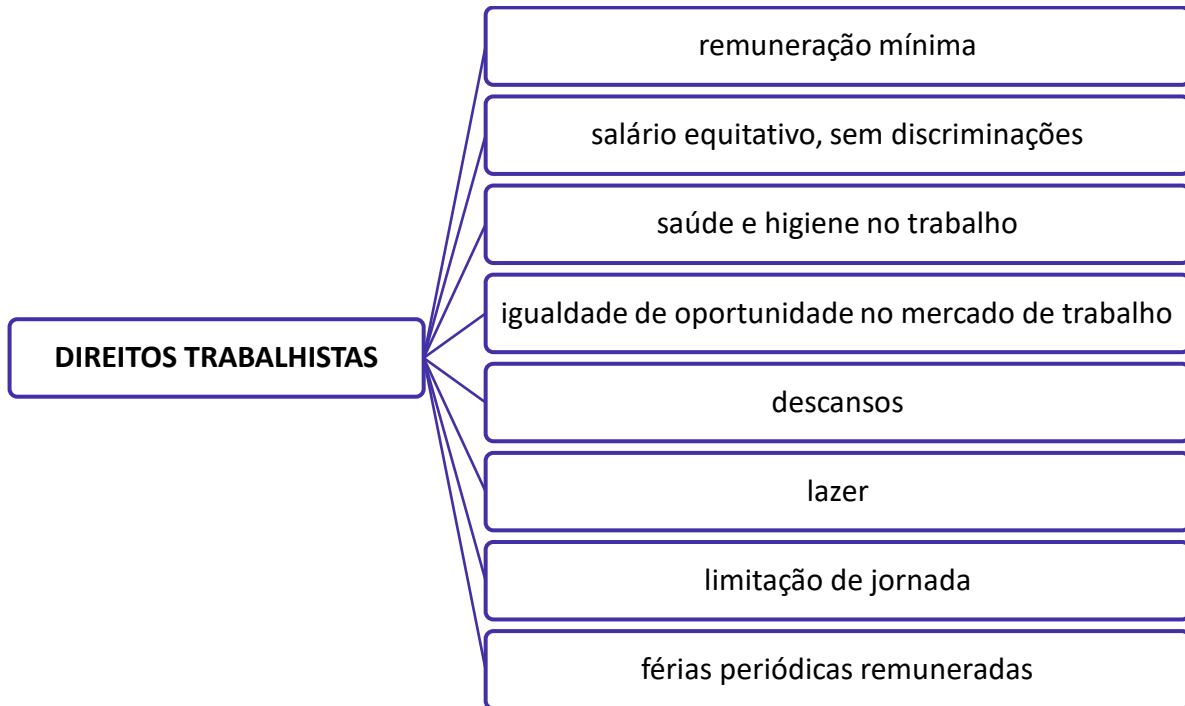 DIREITOS TRABALHISTAS
remuneração mínima
salário equitativo, sem discriminações
saúde e higiene no trabalho
igualdade de oportunidade no mercado de trabalho
descansos
lazer
limitação de jornada
férias periódicas remuneradas